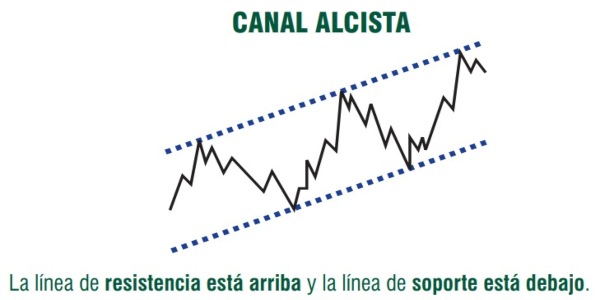 CANAL ALCISTA
La línea de resistencia está arriba y la línea de soporte está debajo.